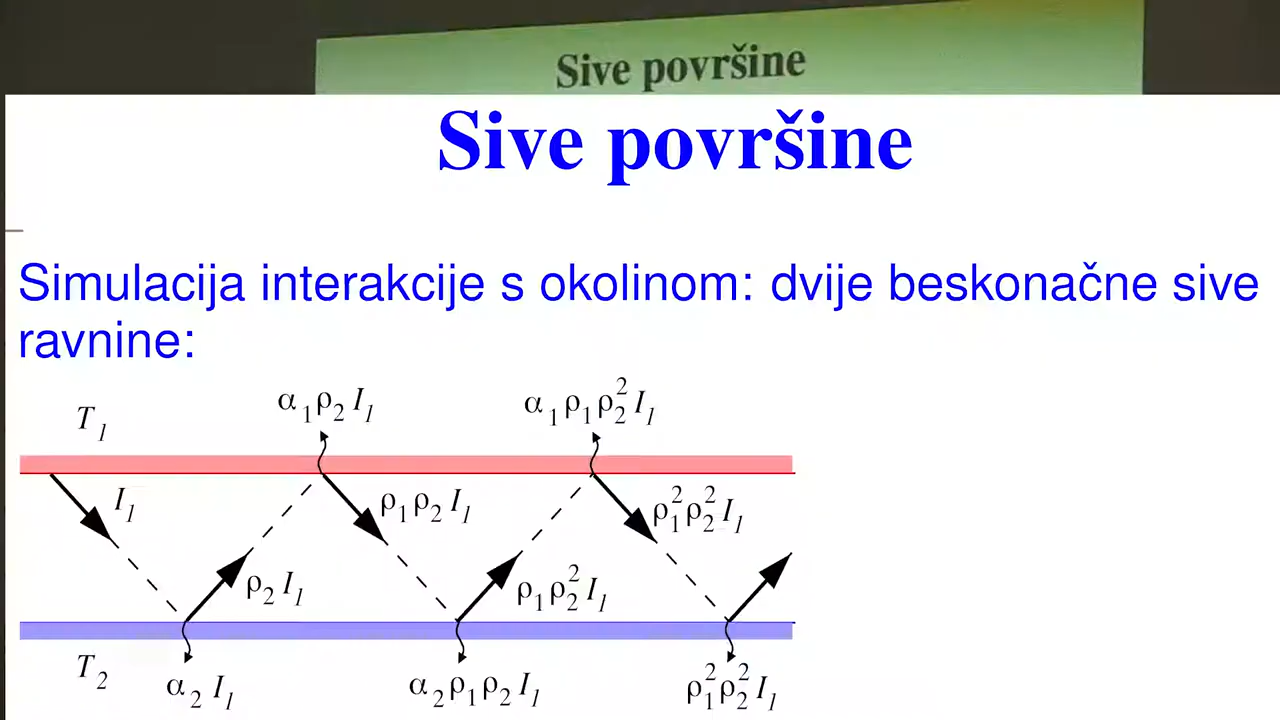 Sive površine
Sive površine
Simulacija interakcije s okolinom: dvije beskonačne sive
ravnine:
T₁
α₁ρ₂I₁
α₁ρ₁ρ₂²I₁
I₁
ρ₁ρ₂I₁
ρ₁²ρ₂²I₁
ρ₂I₁
ρ₁ρ₂²I₁
T₂
α₂I₁
α₂ρ₁ρ₂I₁
ρ₁²ρ₂²I₁